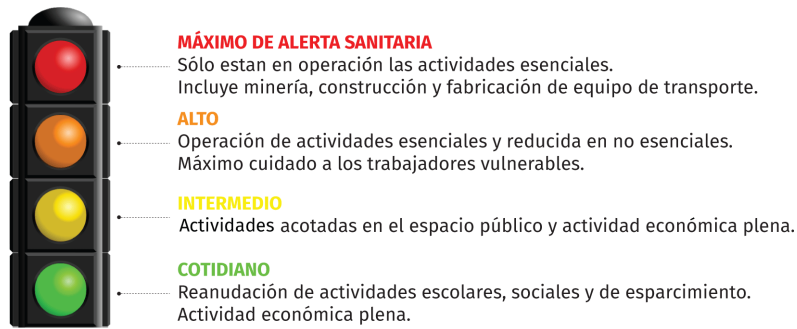 MÁXIMO DE ALERTA SANITARIA
Sólo estan en operación las actividades esenciales.
Incluye minería, construcción y fabricación de equipo de transporte.
ALTO
Operación de actividades esenciales y reducida en no esenciales.
Máximo cuidado a los trabajadores vulnerables.
INTERMEDIO
Actividades acotadas en el espacio público y actividad económica plena.
COTIDIANO
Reanudación de actividades escolares, sociales y de esparcimiento.
Actividad económica plena.